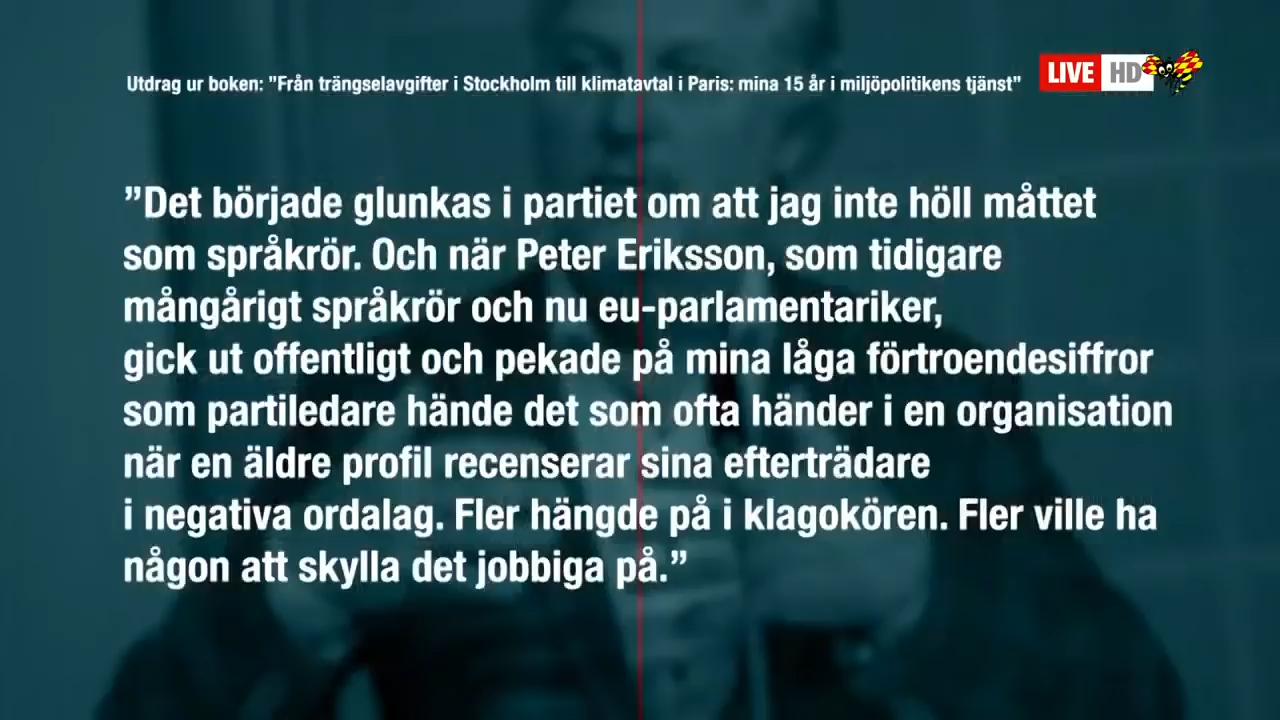 Utdrag ur boken: "Från trängselavgifter i Stockholm till klimatavtal i Paris: mina 15 år i miljöpolitikens tjänst"
LIVE HD
”Det började glunkas i partiet om att jag inte höll måttet
som språkrör. Och när Peter Eriksson, som tidigare
mångårigt språkrör och nu eu-parlamentariker,
gick ut offentligt och pekade på mina låga förtroendesiffror
som partiledare hände det som ofta händer i en organisation
när en äldre profil recenserar sina efterträdare
i negativa ordalag. Fler hängde på i klagokören. Fler ville ha
någon att skylla det jobbiga på.”